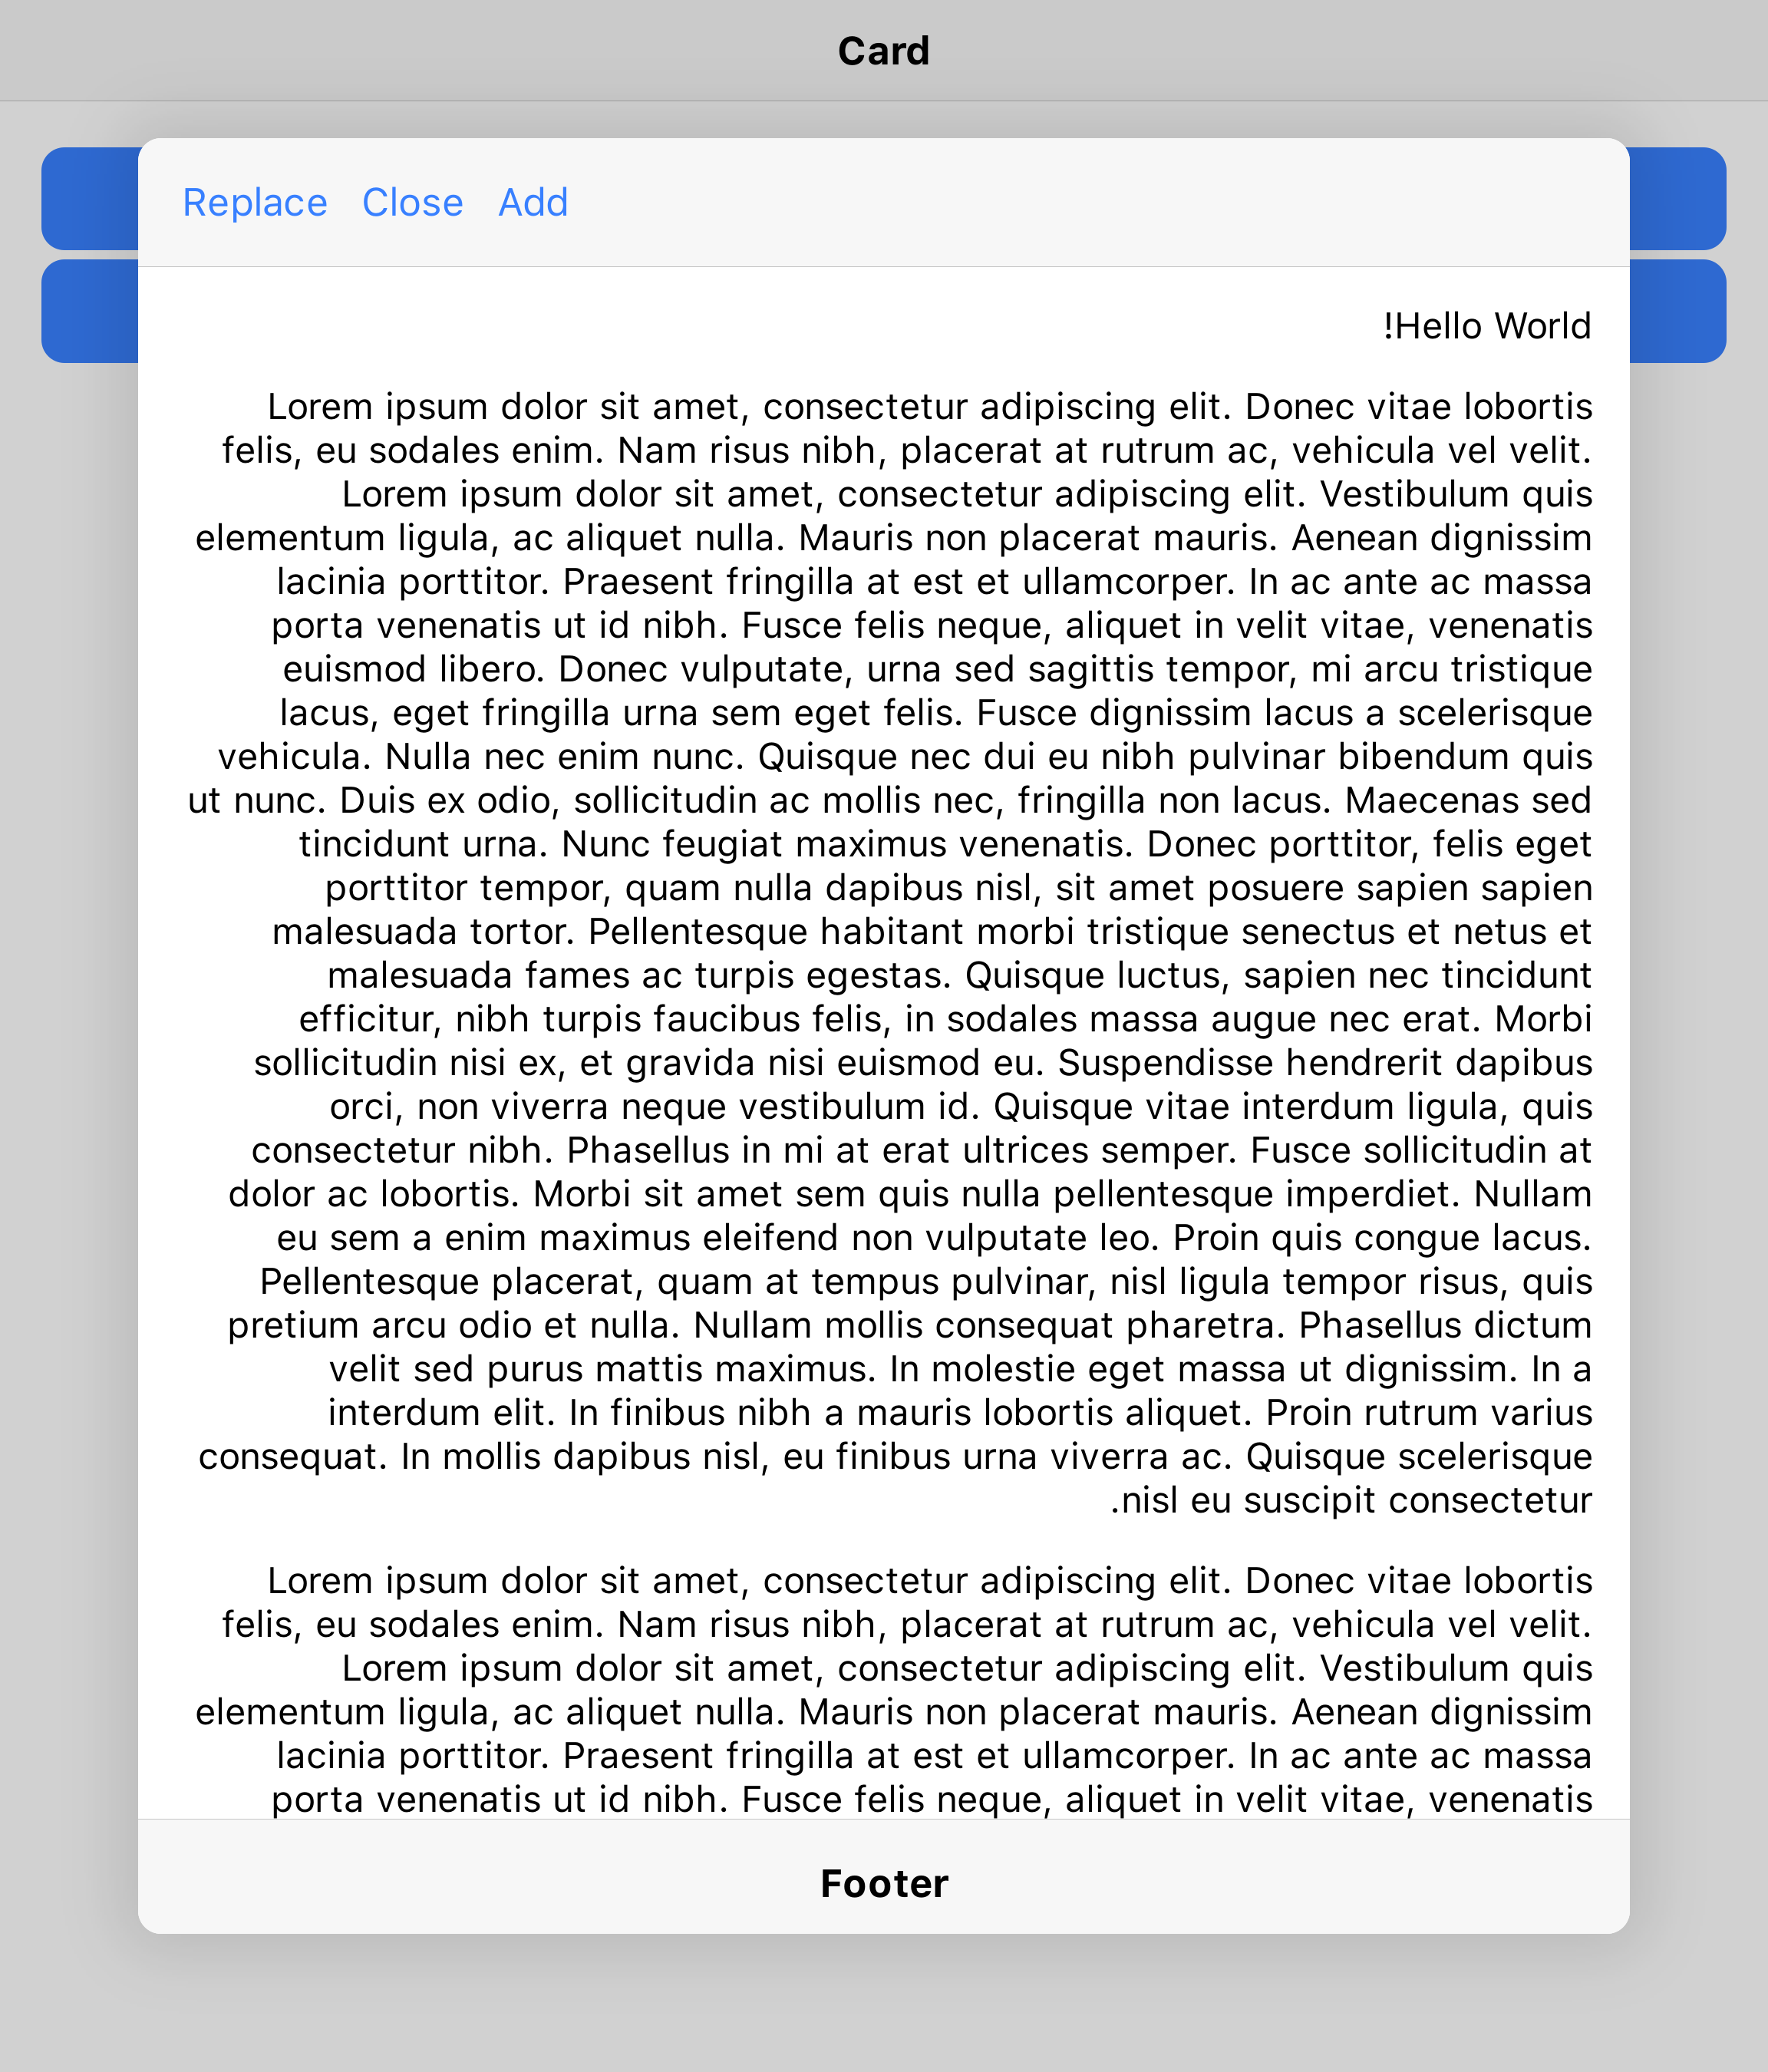 Card
Replace Close Add
!Hello World
Lorem ipsum dolor sit amet, consectetur adipiscing elit. Donec vitae lobortis
felis, eu sodales enim. Nam risus nibh, placerat at rutrum ac, vehicula vel velit.
Lorem ipsum dolor sit amet, consectetur adipiscing elit. Vestibulum quis
elementum ligula, ac aliquet nulla. Mauris non placerat mauris. Aenean dignissim
lacinia porttitor. Praesent fringilla at est et ullamcorper. In ac ante ac massa
porta venenatis ut id nibh. Fusce felis neque, aliquet in velit vitae, venenatis
euismod libero. Donec vulputate, urna sed sagittis tempor, mi arcu tristique
lacus, eget fringilla urna sem eget felis. Fusce dignissim lacus a scelerisque
vehicula. Nulla nec enim nunc. Quisque nec dui eu nibh pulvinar bibendum quis
ut nunc. Duis ex odio, sollicitudin ac mollis nec, fringilla non lacus. Maecenas sed
tincidunt urna. Nunc feugiat maximus venenatis. Donec porttitor, felis eget
porttitor tempor, quam nulla dapibus nisl, sit amet posuere sapien sapien
malesuada tortor. Pellentesque habitant morbi tristique senectus et netus et
malesuada fames ac turpis egestas. Quisque luctus, sapien nec tincidunt
efficitur, nibh turpis faucibus felis, in sodales massa augue nec erat. Morbi
sollicitudin nisi ex, et gravida nisi euismod eu. Suspendisse hendrerit dapibus
orci, non viverra neque vestibulum id. Quisque vitae interdum ligula, quis
consectetur nibh. Phasellus in mi at erat ultrices semper. Fusce sollicitudin at
dolor ac lobortis. Morbi sit amet sem quis nulla pellentesque imperdiet. Nullam
eu sem a enim maximus eleifend non vulputate leo. Proin quis congue lacus.
Pellentesque placerat, quam at tempus pulvinar, nisl ligula tempor risus, quis
pretium arcu odio et nulla. Nullam mollis consequat pharetra. Phasellus dictum
velit sed purus mattis maximus. In molestie eget massa ut dignissim. In a
interdum elit. In finibus nibh a mauris lobortis aliquet. Proin rutrum varius
consequat. In mollis dapibus nisl, eu finibus urna viverra ac. Quisque scelerisque
.nisl eu suscipit consectetur
Lorem ipsum dolor sit amet, consectetur adipiscing elit. Donec vitae lobortis
felis, eu sodales enim. Nam risus nibh, placerat at rutrum ac, vehicula vel velit.
Lorem ipsum dolor sit amet, consectetur adipiscing elit. Vestibulum quis
elementum ligula, ac aliquet nulla. Mauris non placerat mauris. Aenean dignissim
lacinia porttitor. Praesent fringilla at est et ullamcorper. In ac ante ac massa
porta venenatis ut id nibh. Fusce felis neque, aliquet in velit vitae, venenatis
Footer